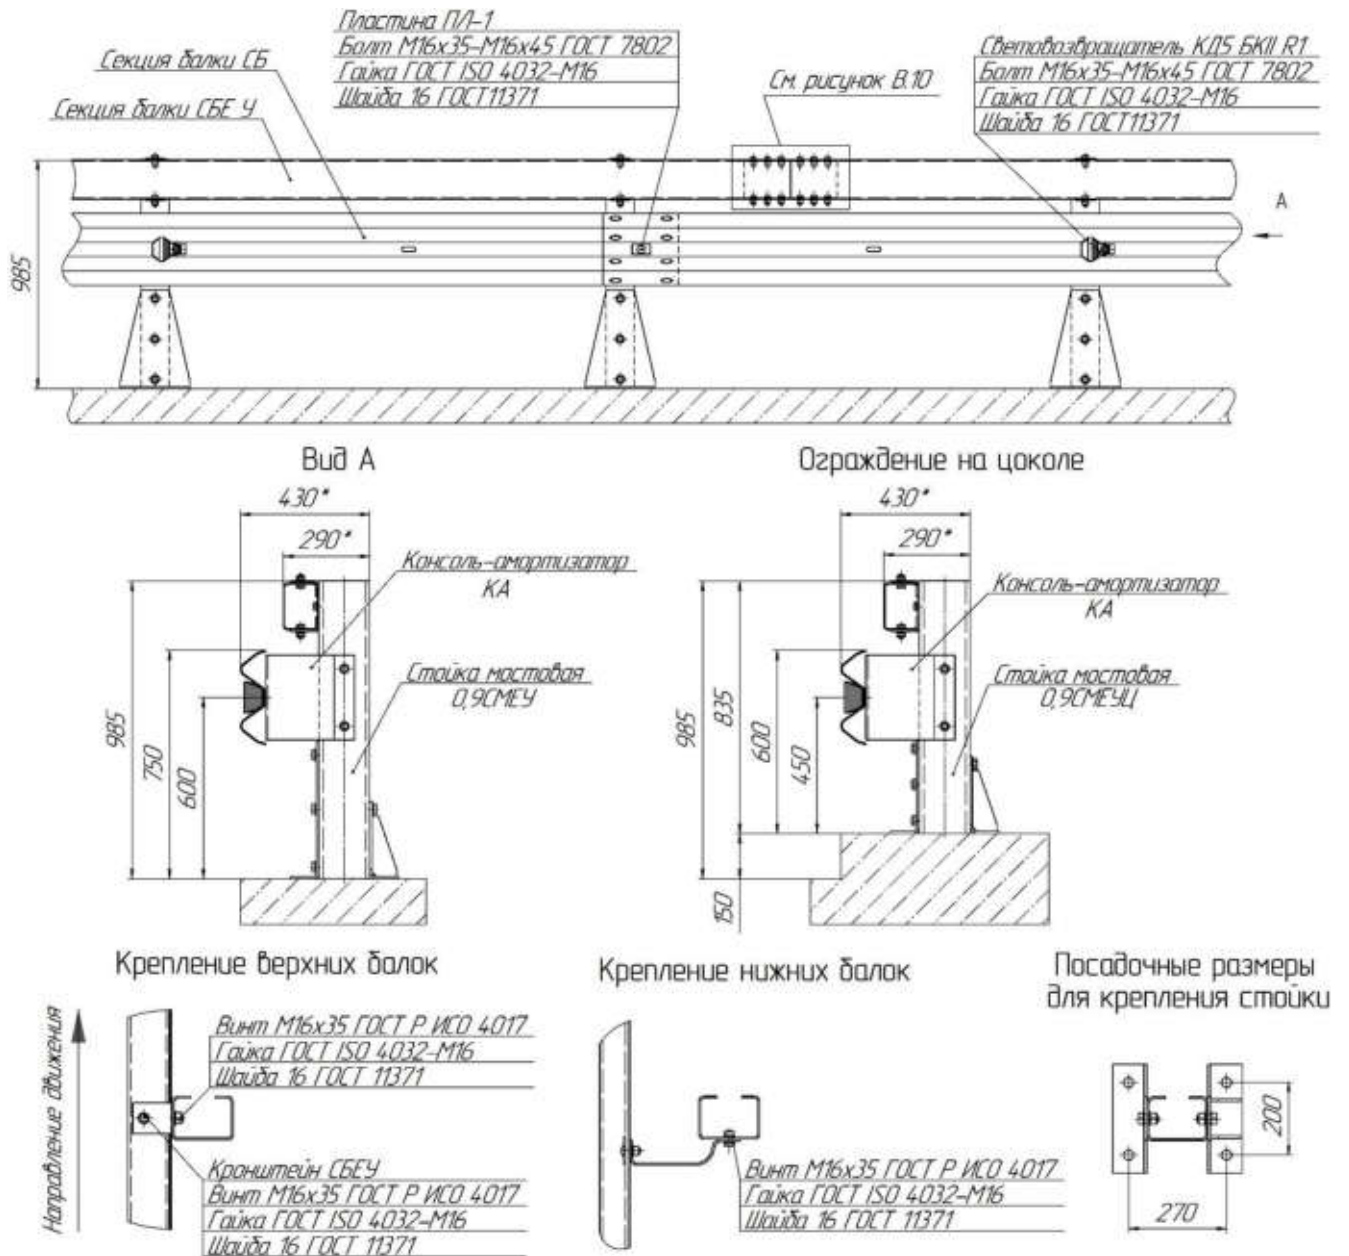 Пластина ПЛ-1
Болт М16х35-М16х45 ГОСТ 7802
Гайка ГОСТ ISO 4032-М16
Шайба 16 ГОСТ11371
Секция балки СБ
Секция балки СБЕ У
См. рисунок В.10
Световозвращатель КД5 БКII R1
Болт М16х35-М16х45 ГОСТ 7802
Гайка ГОСТ ISO 4032-М16
Шайба 16 ГОСТ11371
А
985
Вид А
430*
290*
Консоль-амортизатор
КА
Стойка мостовая
0,9СМЕУ
985
750
600
Ограждение на цоколе
430*
290*
Консоль-амортизатор
КА
Стойка мостовая
0,9СМЕУЦ
985
835
600
450
150
Крепление верхних балок
Направление движения
Винт М16х35 ГОСТ Р ИСО 4017
Гайка ГОСТ ISO 4032-М16
Шайба 16 ГОСТ 11371
Кронштейн СБЕУ
Винт М16х35 ГОСТ Р ИСО 4017
Гайка ГОСТ ISO 4032-М16
Шайба 16 ГОСТ 11371
Крепление нижних балок
Винт М16х35 ГОСТ Р ИСО 4017
Гайка ГОСТ ISO 4032-М16
Шайба 16 ГОСТ 11371
Посадочные размеры
для крепления стойки
200
270